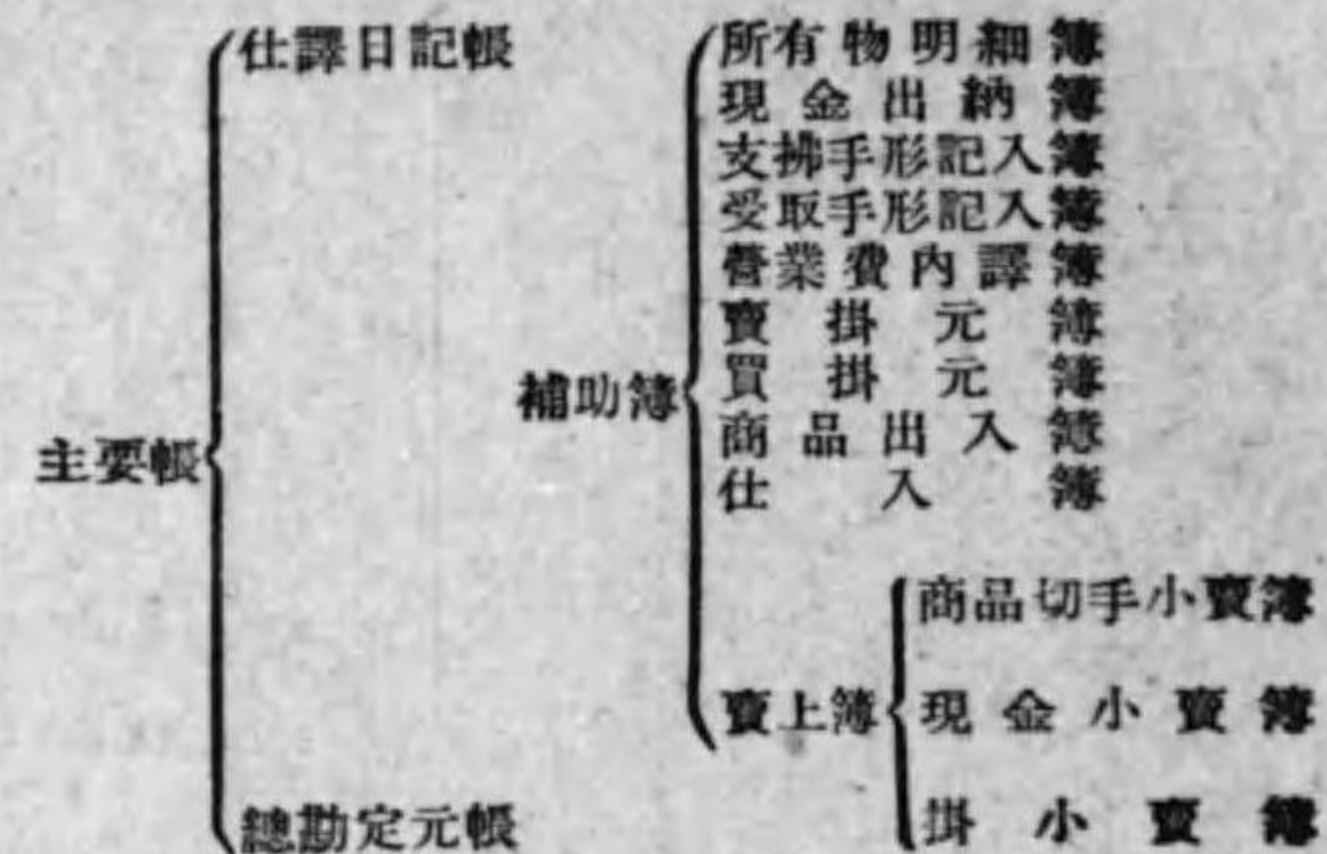 主要帳
仕譯日記帳
總勘定元帳
補助簿
所有物明細簿
現金出納簿
支拂手形記入簿
受取手形記入簿
營業費內譯簿
賣掛元簿
買掛元簿
商品出入簿
仕入簿
賣上簿
商品切手小賣簿
現金小賣簿
掛小賣簿